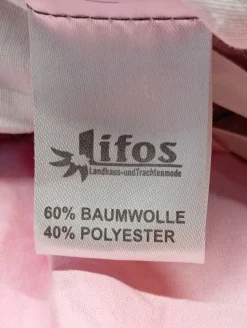 Lifos
Landhaus-und-Trachtenmode
60% BAUMWOLLE
40% POLYESTER